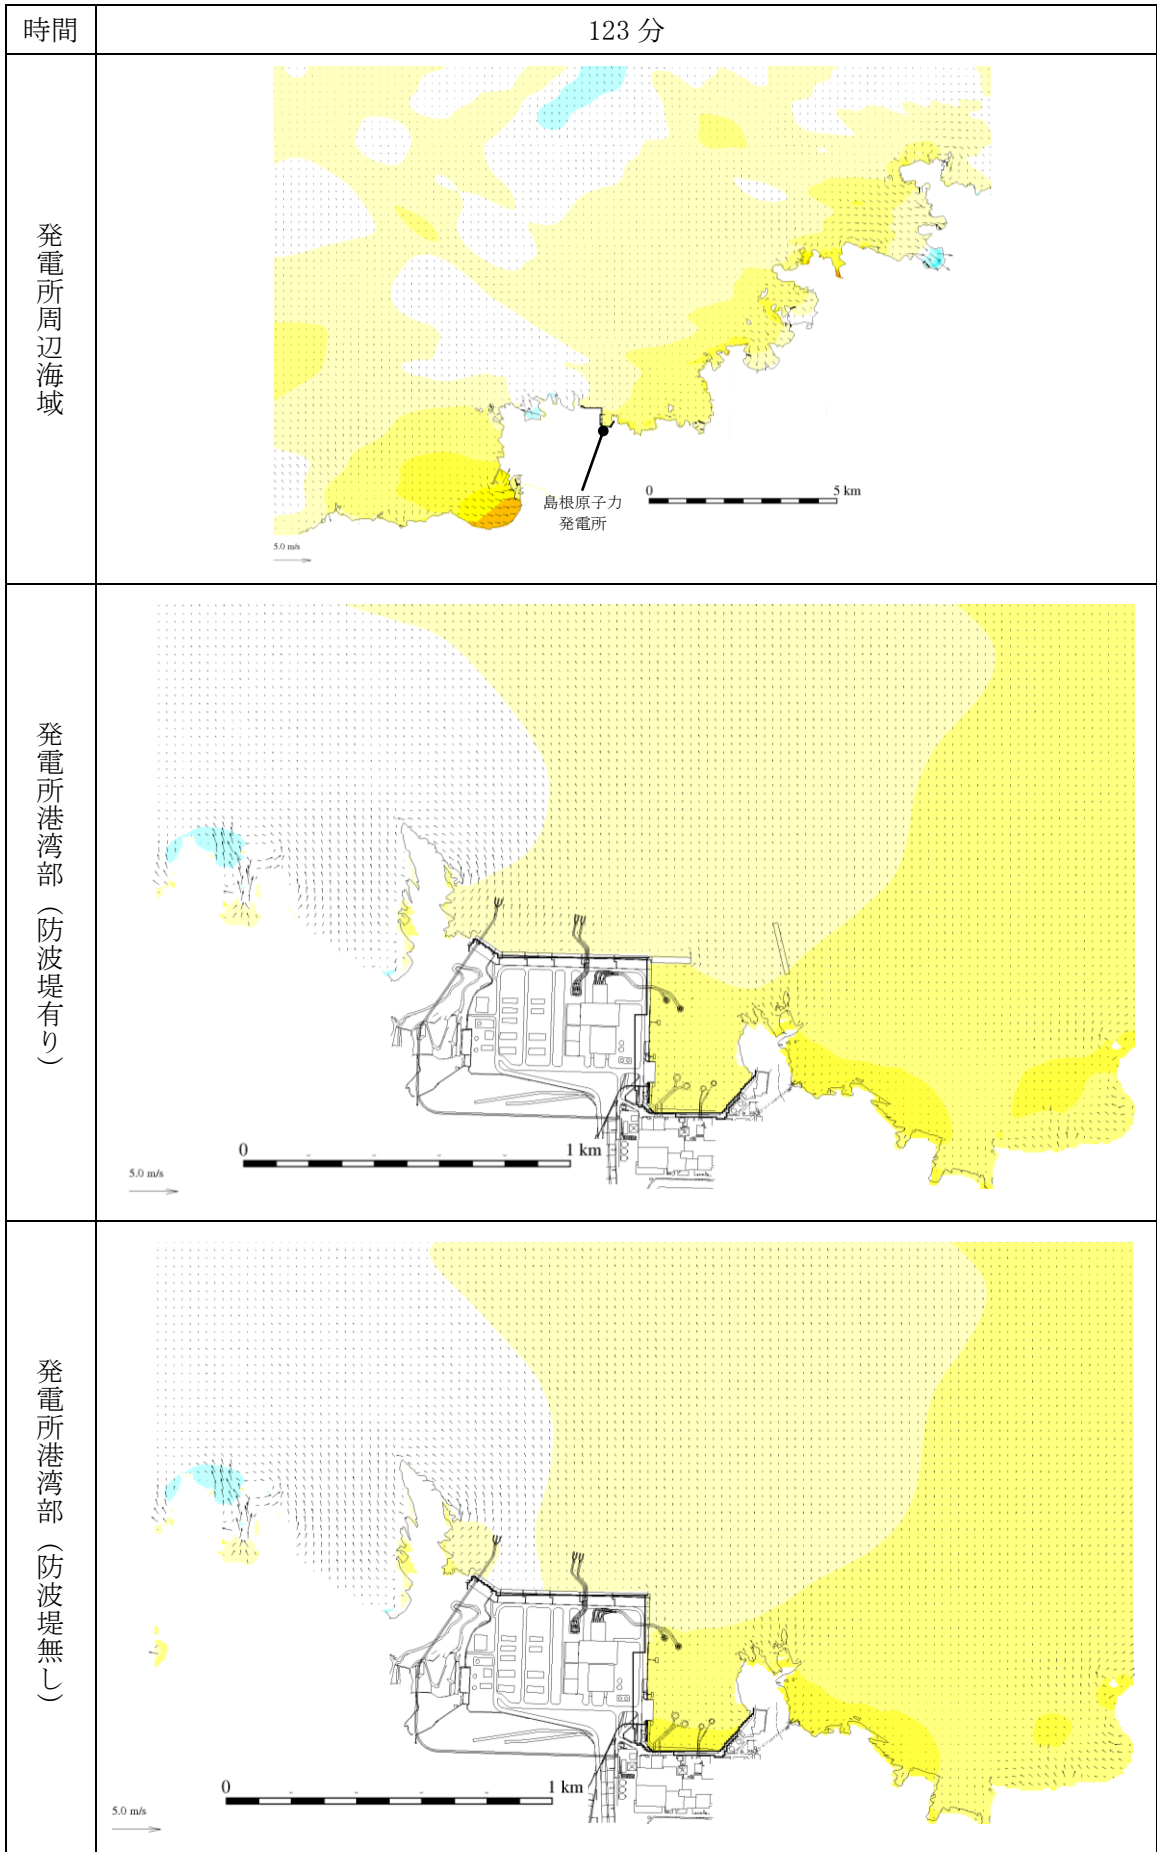 時間
123 分
発電所周辺海域
島根原子力
発電所
0
5 km
5.0 m/s
発電所港湾部（防波堤有り）
0
1 km
5.0 m/s
発電所港湾部（防波堤無し）
0
1 km
5.0 m/s